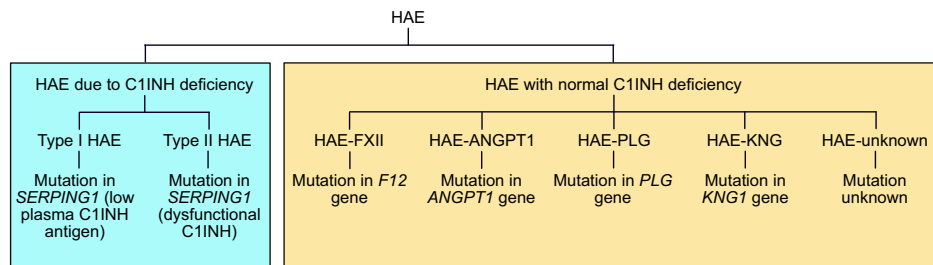 HAE
HAE due to C1INH deficiency
HAE with normal C1INH deficiency
Type I HAE
Type II HAE
HAE-FXII
HAE-ANGPT1
HAE-PLG
HAE-KNG
HAE-unknown
Mutation in
SERPING1 (low
plasma C1INH
antigen)
Mutation in
SERPING1
(dysfunctional
C1INH)
Mutation in F12
gene
Mutation in
ANGPT1 gene
Mutation in PLG
gene
Mutation in
KNG1 gene
Mutation
unknown